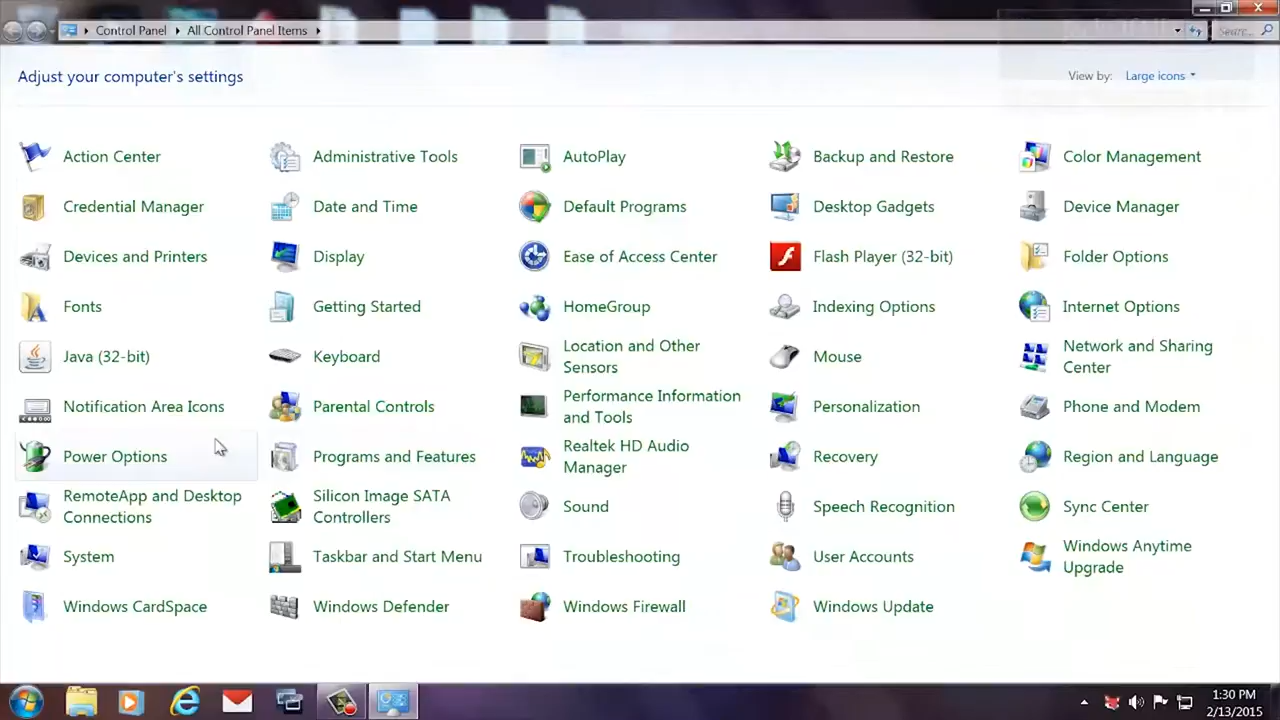 Control Panel
All Control Panel Items
Search...
Adjust your computer's settings
View by: Large icons
Action Center
Administrative Tools
AutoPlay
Backup and Restore
Color Management
Credential Manager
Date and Time
Default Programs
Desktop Gadgets
Device Manager
Devices and Printers
Display
Ease of Access Center
Flash Player (32-bit)
Folder Options
Fonts
Getting Started
HomeGroup
Indexing Options
Internet Options
Java (32-bit)
Keyboard
Location and Other
Sensors
Mouse
Network and Sharing
Center
Notification Area Icons
Parental Controls
Performance Information
and Tools
Personalization
Phone and Modem
Power Options
Programs and Features
Realtek HD Audio
Manager
Recovery
Region and Language
RemoteApp and Desktop
Connections
Silicon Image SATA
Controllers
Sound
Speech Recognition
Sync Center
System
Taskbar and Start Menu
Troubleshooting
User Accounts
Windows Anytime
Upgrade
Windows CardSpace
Windows Defender
Windows Firewall
Windows Update
1:30 PM
2/13/2015